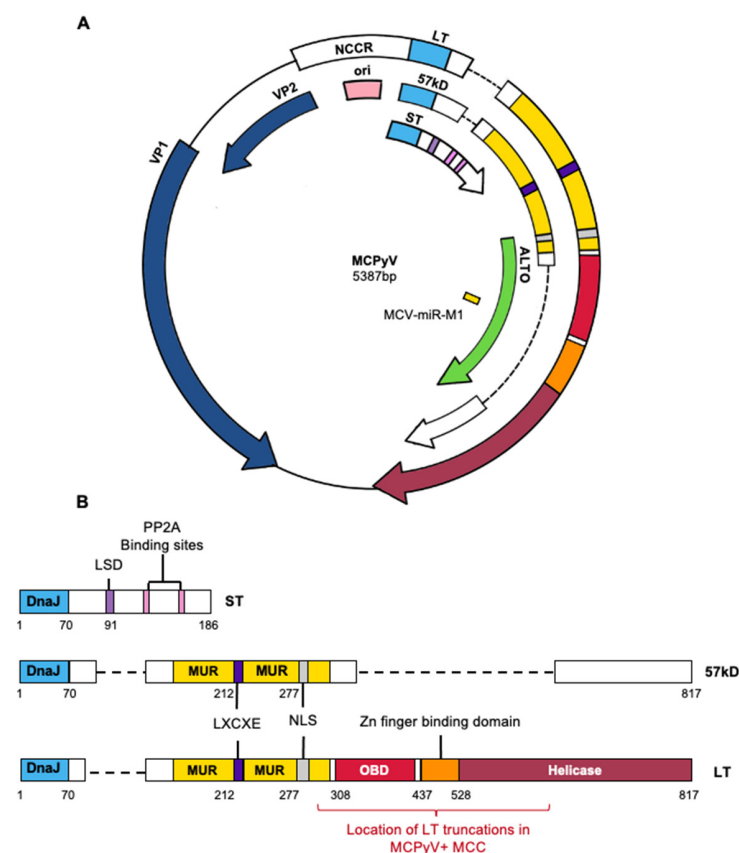 A
LT
NCCR
ori
57kD
VP2
ST
VP1
MCPyV
5387bp
ALTO
MCV-miR-M1
B
PP2A
Binding sites
LSD
DnaJ
ST
1 70 91 186
DnaJ MUR MUR 57kD
1 70 212 277 817
LXCXE NLS Zn finger binding domain
DnaJ MUR MUR OBD Helicase LT
1 70 212 277 308 437 528 817
Location of LT truncations in
MCPyV+ MCC